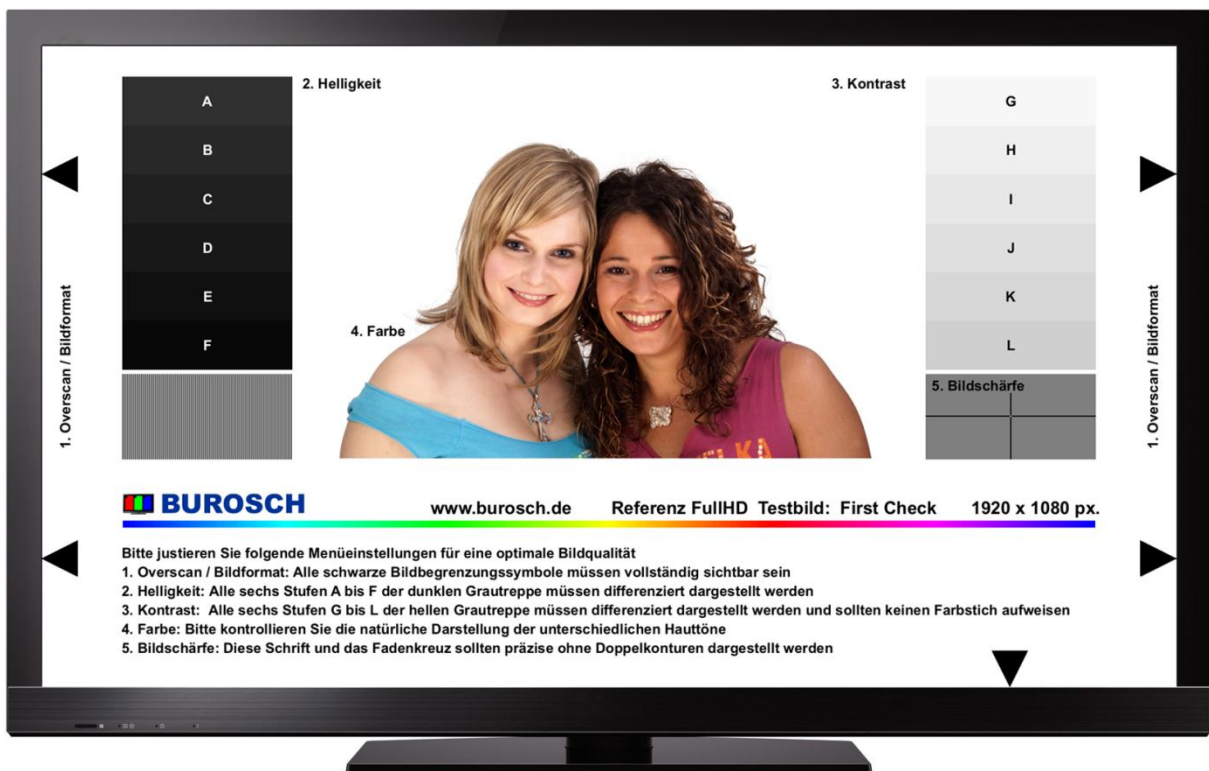 2. Helligkeit
3. Kontrast
A
B
C
D
E
F
G
H
I
J
K
L
4. Farbe
5. Bildschärfe
1. Overscan / Bildformat
1. Overscan / Bildformat
BUROSCH
www.burosch.de Referenz FullHD Testbild: First Check 1920 x 1080 px.
Bitte justieren Sie folgende Menüeinstellungen für eine optimale Bildqualität
1. Overscan / Bildformat: Alle schwarze Bildbegrenzungssymbole müssen vollständig sichtbar sein
2. Helligkeit: Alle sechs Stufen A bis F der dunklen Grautreppe müssen differenziert dargestellt werden
3. Kontrast: Alle sechs Stufen G bis L der hellen Grautreppe müssen differenziert dargestellt werden und sollten keinen Farbstich aufweisen
4. Farbe: Bitte kontrollieren Sie die natürliche Darstellung der unterschiedlichen Hauttöne
5. Bildschärfe: Diese Schrift und das Fadenkreuz sollten präzise ohne Doppelkonturen dargestellt werden